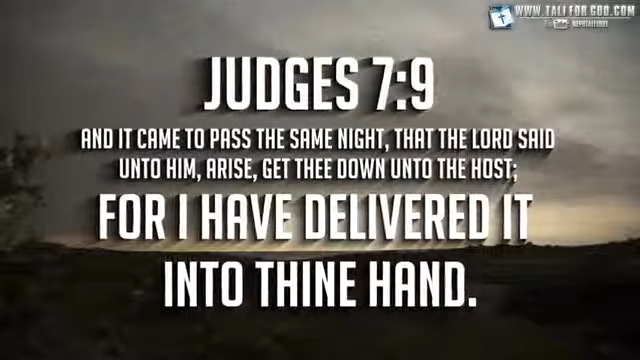 WWW.TALIFORGOD.COM
JUDGES 7:9
AND IT CAME TO PASS THE SAME NIGHT, THAT THE LORD SAID
UNTO HIM, ARISE, GET THEE DOWN UNTO THE HOST;
FOR I HAVE DELIVERED IT
INTO THINE HAND.